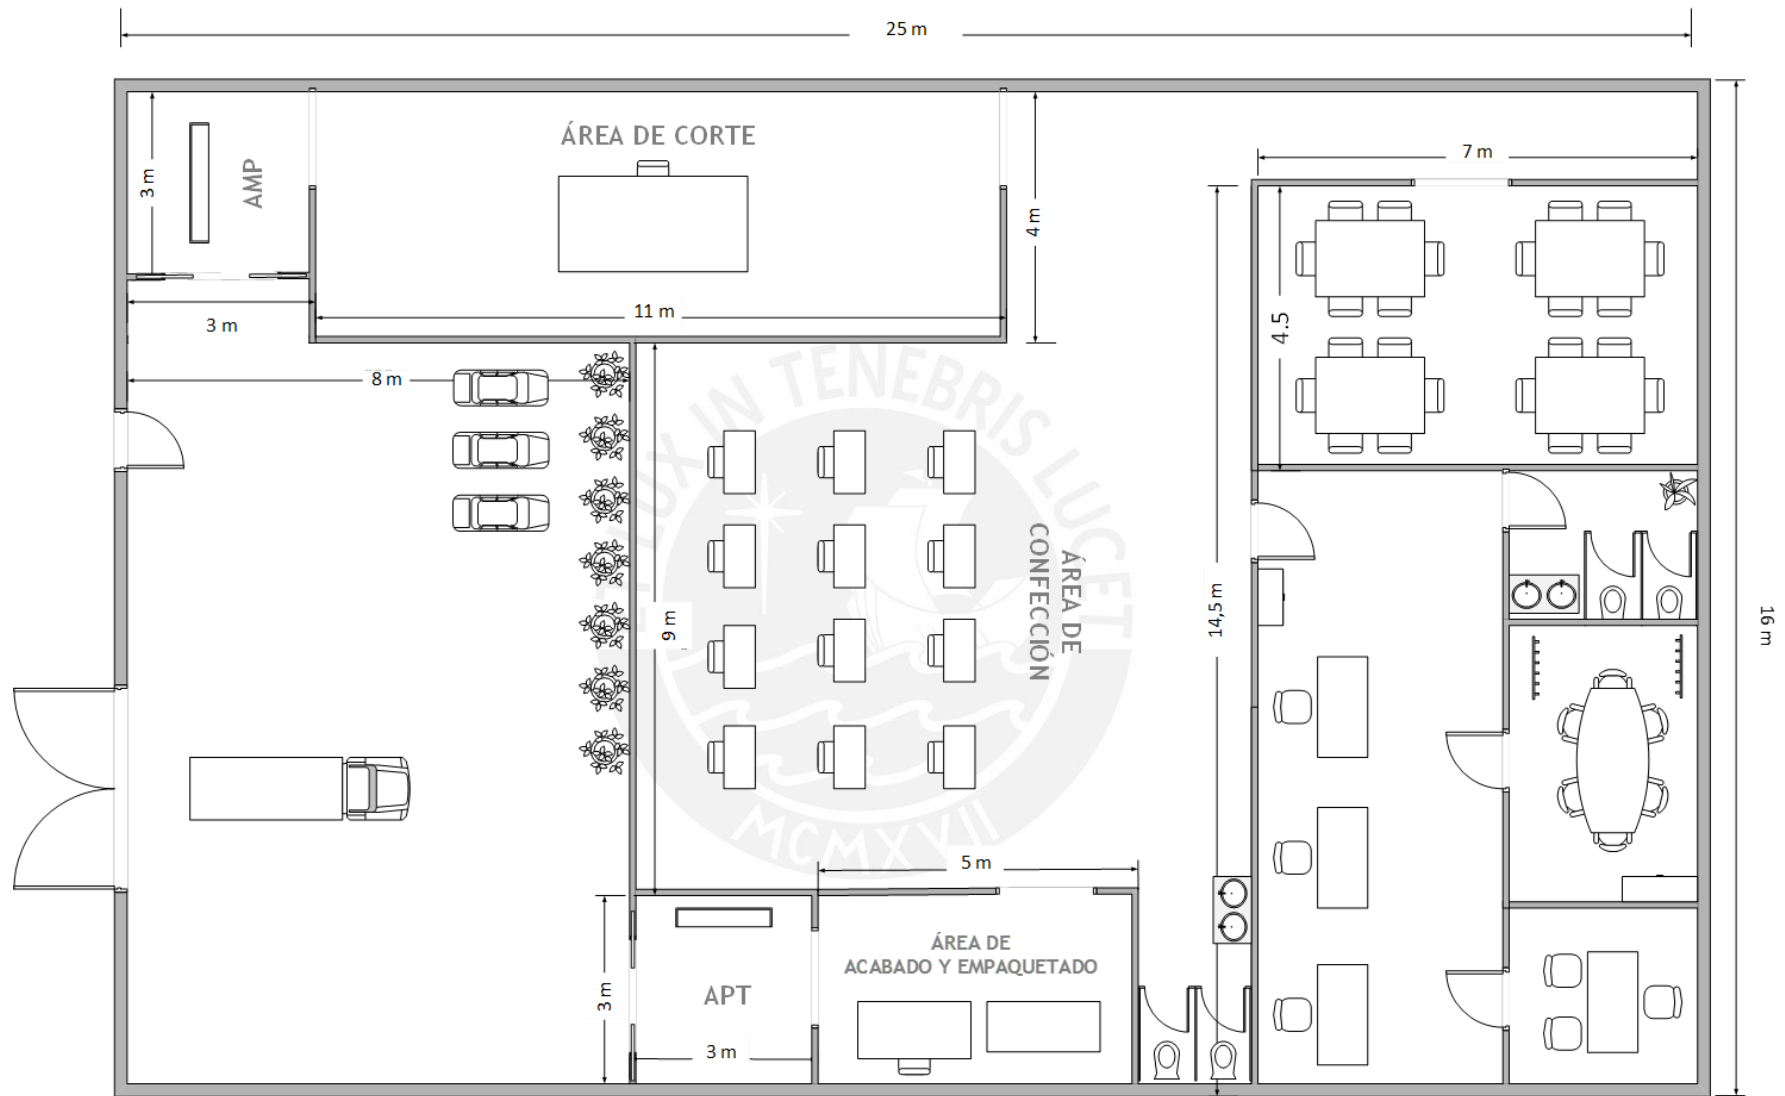 25 m
ÁREA DE CORTE
AMP
3 m
7 m
4 m
11 m
3 m
4.5
8 m
ET LUX IN TENEBRIS LUCET
MCMXVII
ÁREA DE
CONFECCIÓN
9 m
14,5 m
16 m
5 m
ÁREA DE
ACABADO Y EMPAQUETADO
APT
3 m
3 m